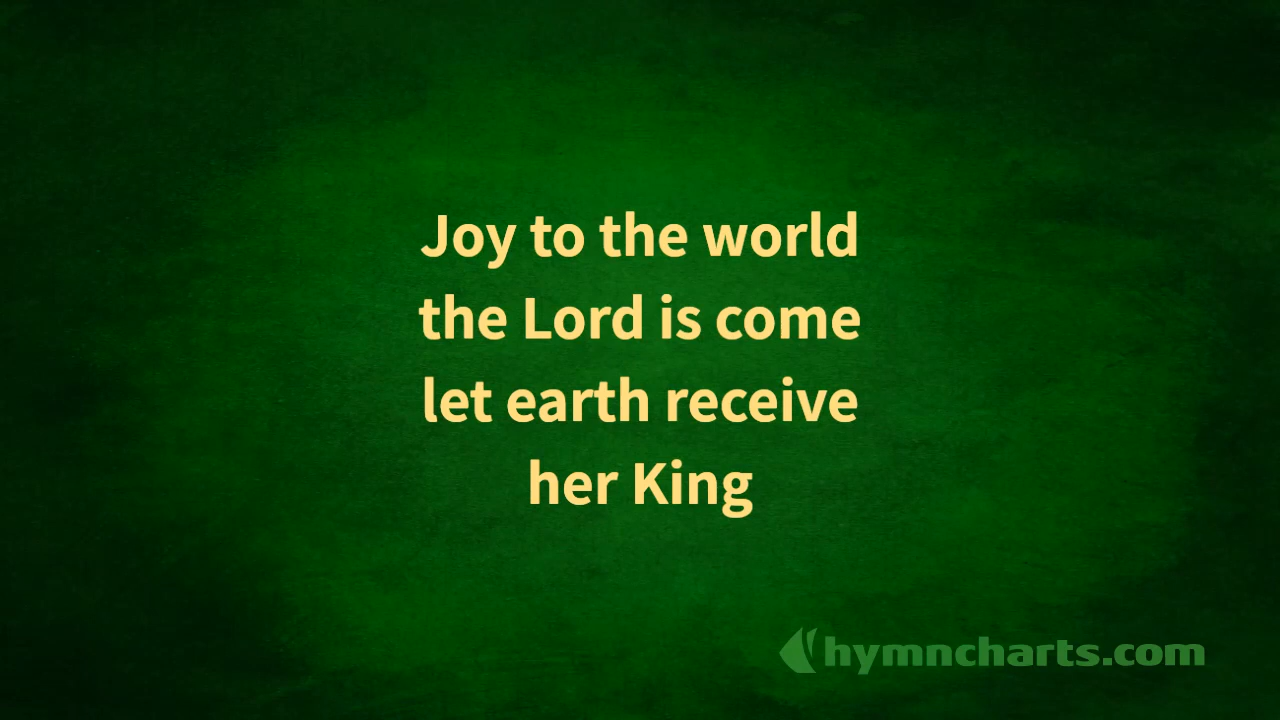 Joy to the world
the Lord is come
let earth receive
her King
hymncharts.com